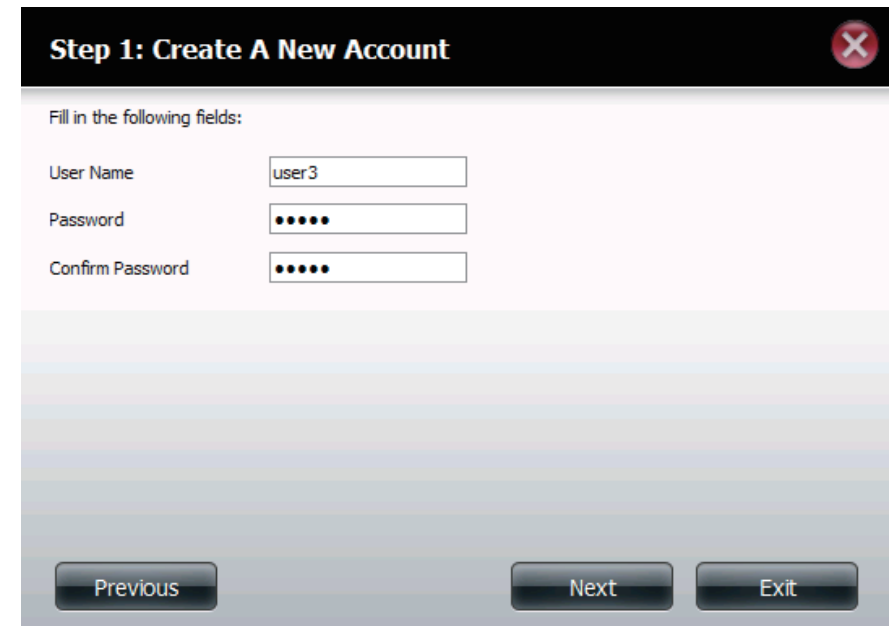 Step 1: Create A New Account
Fill in the following fields:
User Name user3
Password •••••
Confirm Password •••••
Previous Next Exit